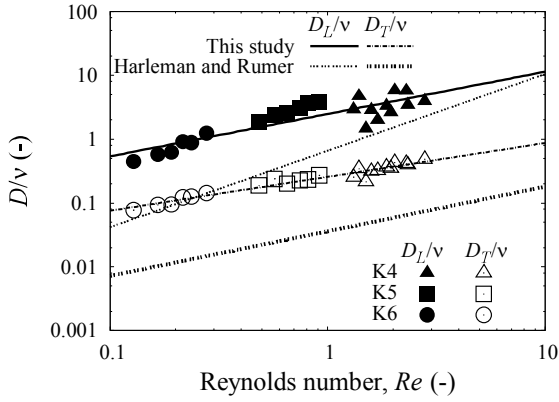 100
10
1
0.1
0.01
0.001
D/ν (-)
D_L/ν D_T/ν
This study
Harleman and Rumer
D_L/ν D_T/ν
K4
K5
K6
0.1 1 10
Reynolds number, Re (-)